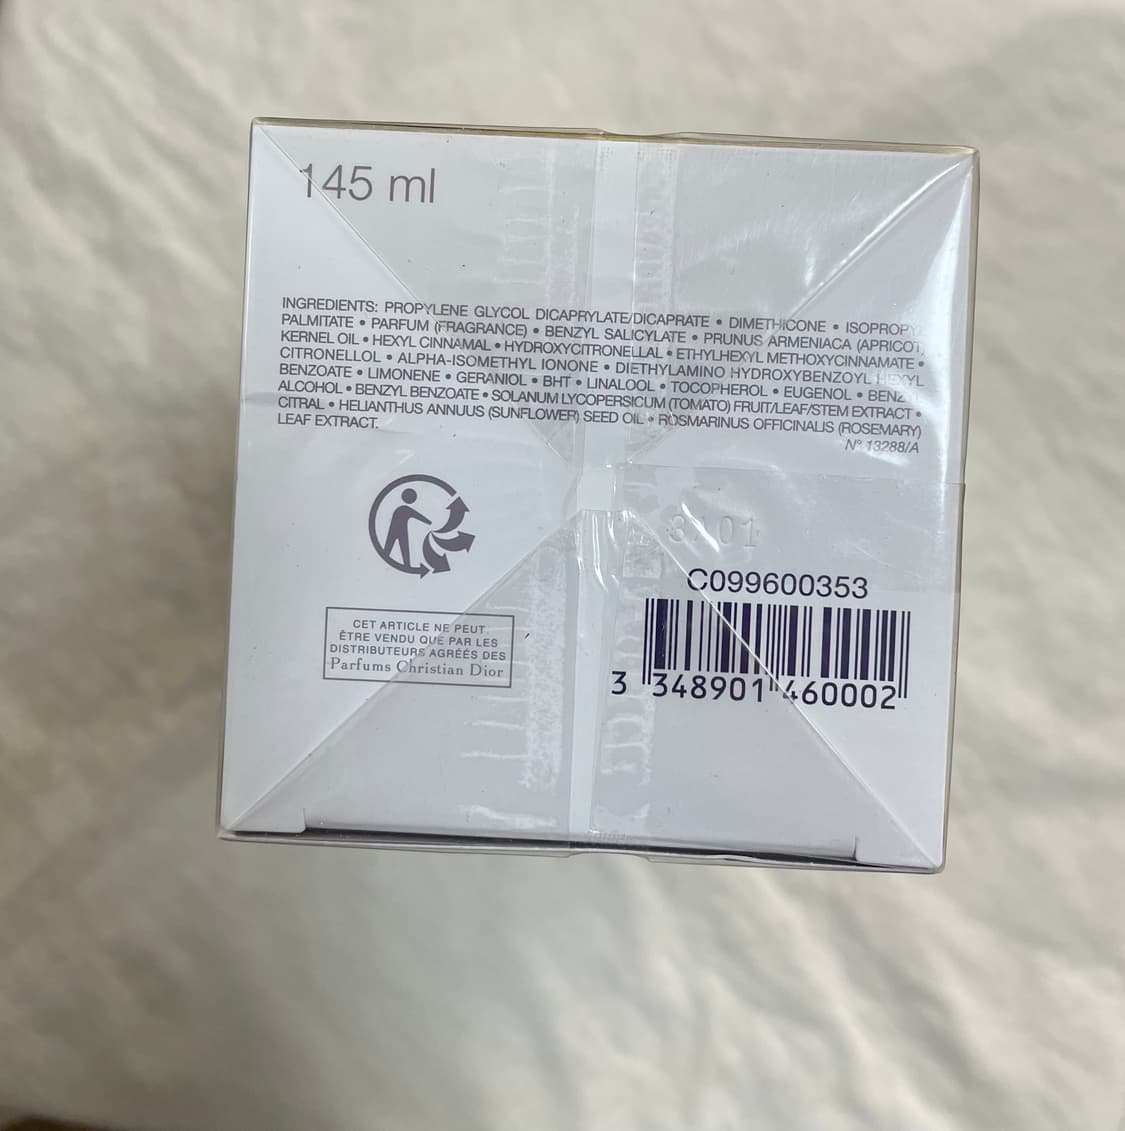 145 ml
INGREDIENTS: PROPYLENE GLYCOL DICAPRYLATE/DICAPRATE • DIMETHICONE • ISOPROPYL
PALMITATE • PARFUM (FRAGRANCE) • BENZYL SALICYLATE • PRUNUS ARMENIACA (APRICOT)
KERNEL OIL • HEXYL CINNAMAL • HYDROXYCITRONELLAL • ETHYLHEXYL METHOXYCINNAMATE •
CITRONELLOL • ALPHA-ISOMETHYL IONONE • DIETHYLAMINO HYDROXYBENZOYL HEXYL
BENZOATE • LIMONENE • GERANIOL • BHT • LINALOOL • TOCOPHEROL • EUGENOL • BENZYL
ALCOHOL • BENZYL BENZOATE • SOLANUM LYCOPERSICUM (TOMATO) FRUIT/LEAF/STEM EXTRACT •
CITRAL • HELIANTHUS ANNUUS (SUNFLOWER) SEED OIL • ROSMARINUS OFFICINALIS (ROSEMARY)
LEAF EXTRACT.
N° 13288/A
CET ARTICLE NE PEUT
ÊTRE VENDU QUE PAR LES
DISTRIBUTEURS AGRÉÉS DES
Parfums Christian Dior
C099600353
3 348901 460002